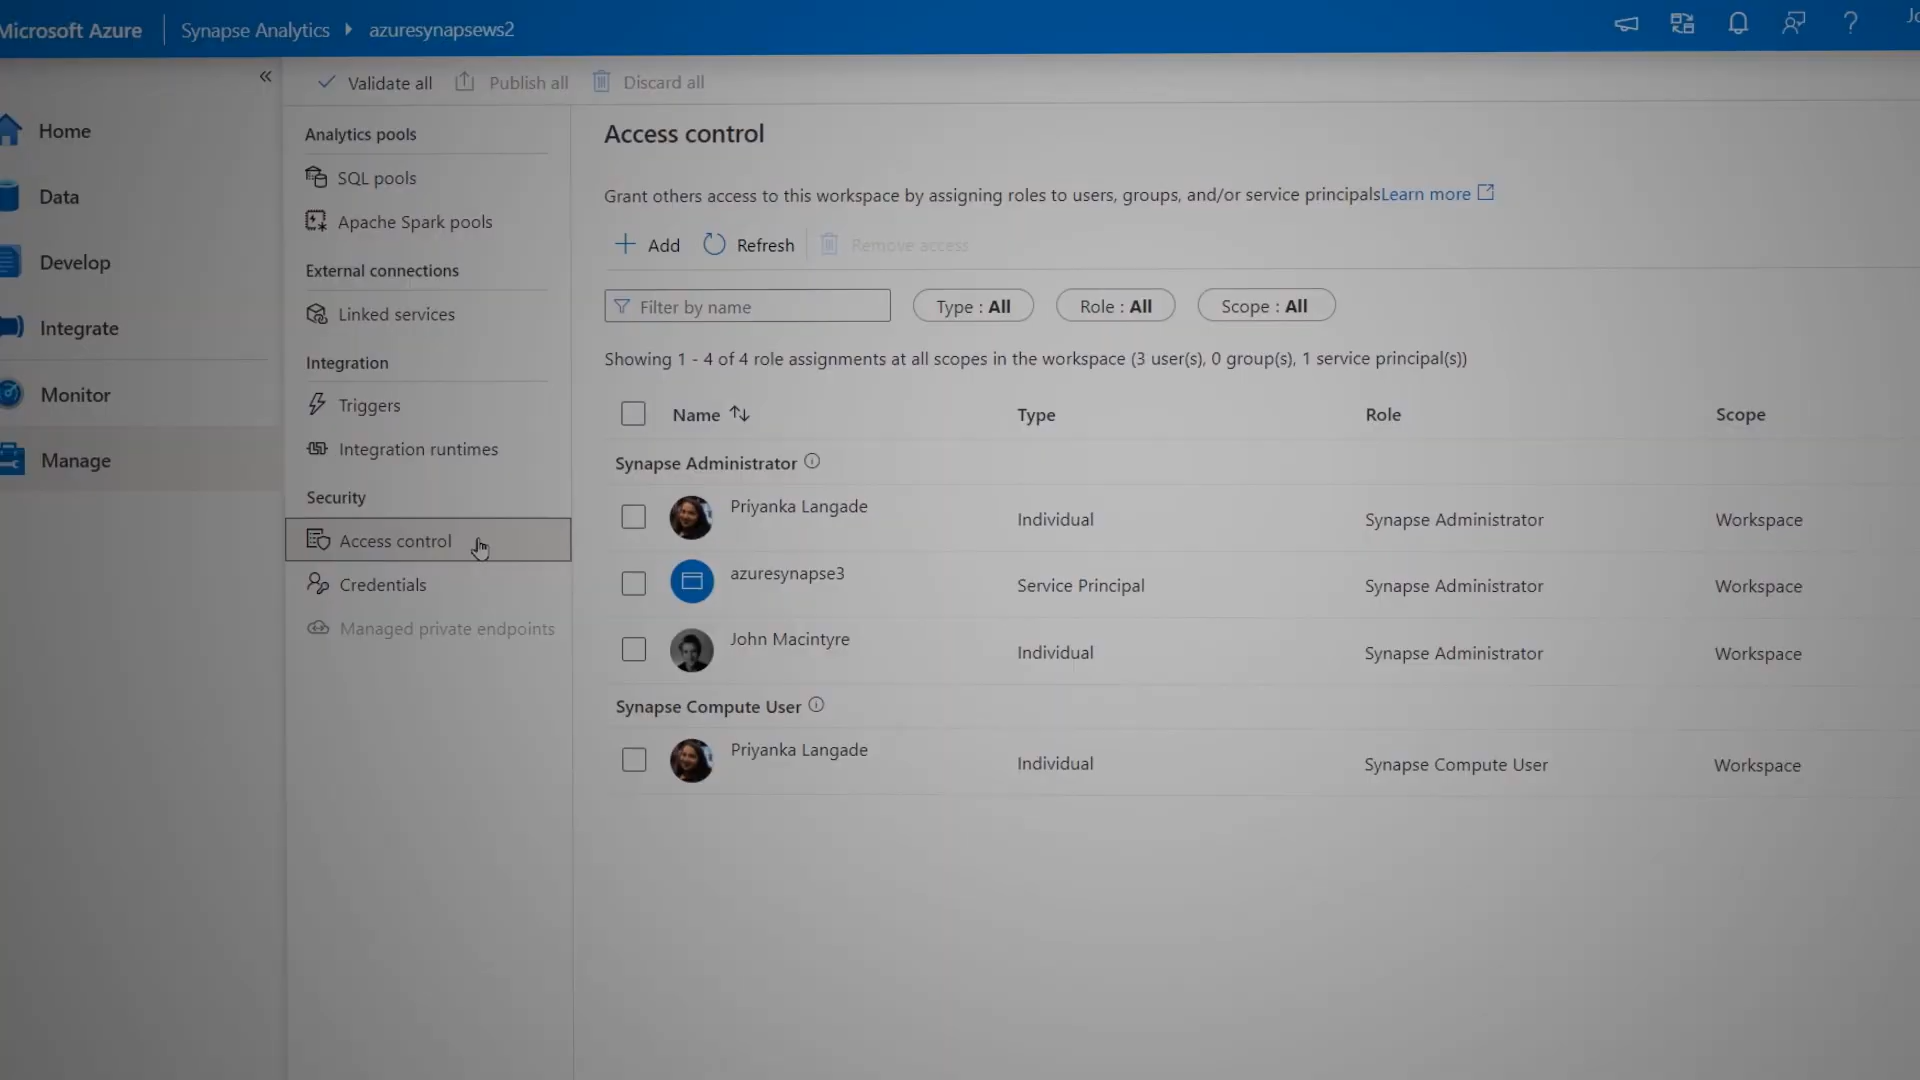 Microsoft Azure
Synapse Analytics
azuresynapsews2
Validate all
Publish all
Discard all
Home
Data
Develop
Integrate
Monitor
Manage
Analytics pools
SQL pools
Apache Spark pools
External connections
Linked services
Integration
Triggers
Integration runtimes
Security
Access control
Credentials
Managed private endpoints
Access control
Grant others access to this workspace by assigning roles to users, groups, and/or service principalsLearn more
Add
Refresh
Remove access
Filter by name
Type : All
Role : All
Scope : All
Showing 1 - 4 of 4 role assignments at all scopes in the workspace (3 user(s), 0 group(s), 1 service principal(s))
Name Type Role Scope
Synapse Administrator
Priyanka Langade Individual Synapse Administrator Workspace
azuresynapse3 Service Principal Synapse Administrator Workspace
John Macintyre Individual Synapse Administrator Workspace
Synapse Compute User
Priyanka Langade Individual Synapse Compute User Workspace